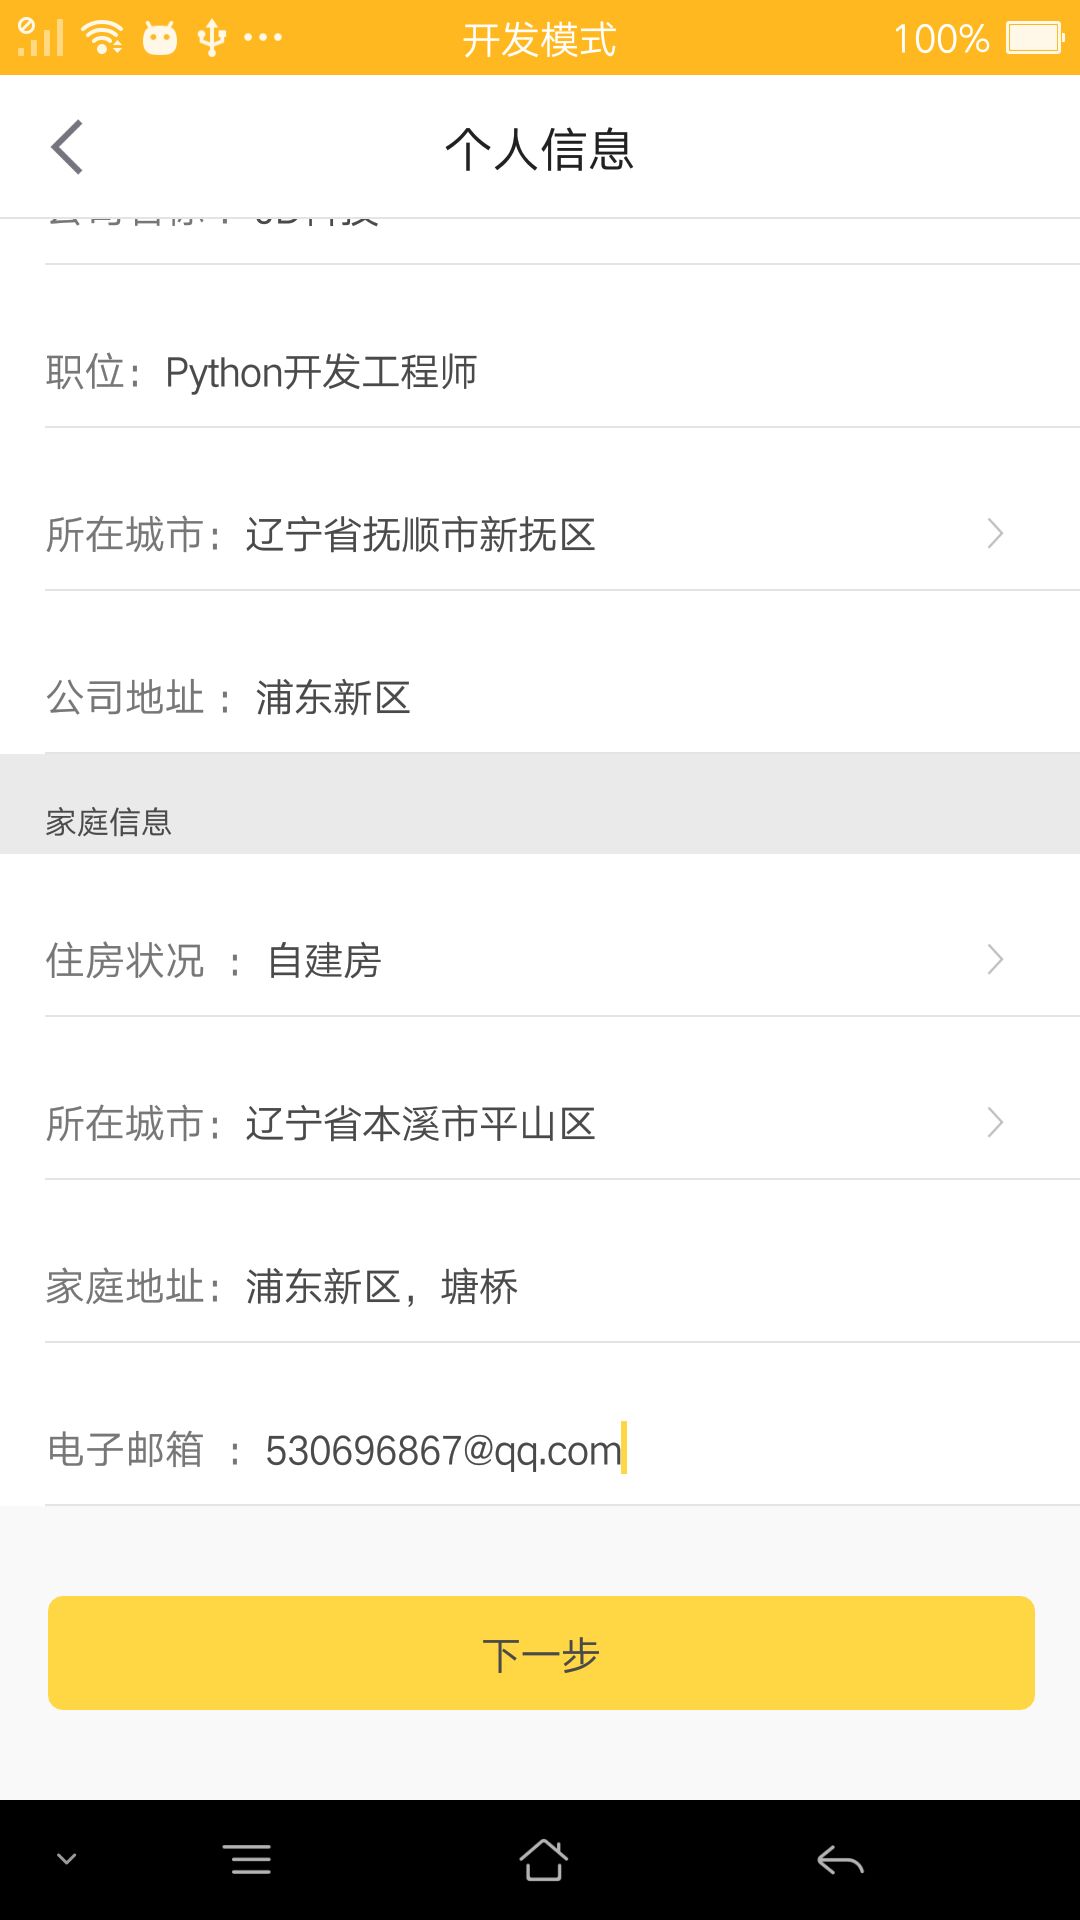 开发模式 100%
个人信息
职位：Python开发工程师
所在城市：辽宁省抚顺市新抚区
公司地址：浦东新区
家庭信息
住房状况 ：自建房
所在城市：辽宁省本溪市平山区
家庭地址：浦东新区，塘桥
电子邮箱 ：530696867@qq.com
下一步